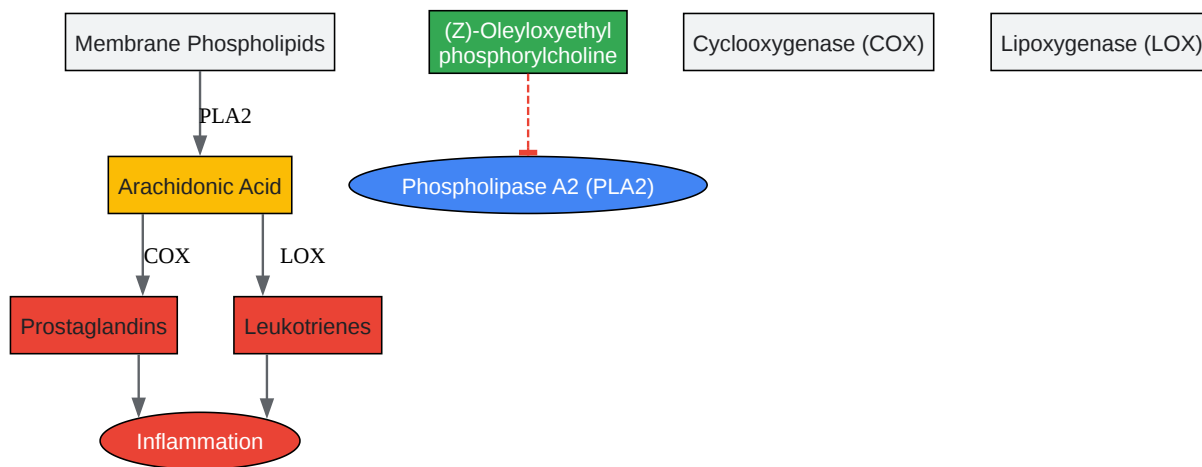 Membrane Phospholipids
(Z)-Oleyloxyethyl
phosphorylcholine
Cyclooxygenase (COX)
Lipoxygenase (LOX)
PLA2
Arachidonic Acid
Phospholipase A2 (PLA2)
COX
LOX
Prostaglandins
Leukotrienes
Inflammation